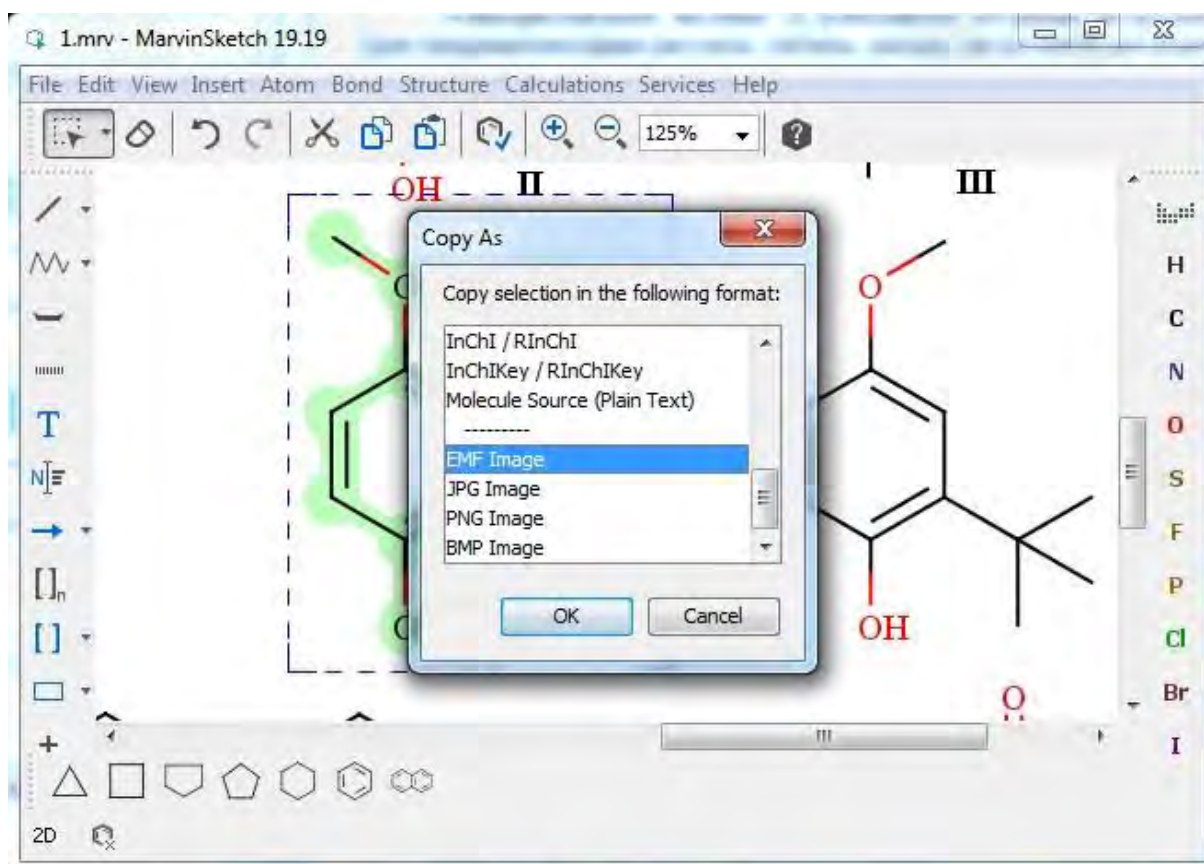 1.mrv - MarvinSketch 19.19
File Edit View Insert Atom Bond Structure Calculations Services Help
125%
OH II III
Copy As
Copy selection in the following format:
InChI / RInChI
InChIKey / RInChIKey
Molecule Source (Plain Text)
---------
EMF Image
JPG Image
PNG Image
BMP Image
OK Cancel
O
OH
O
T
N
[ ]n
[ ]
H
C
N
O
S
F
P
Cl
Br
I
2D